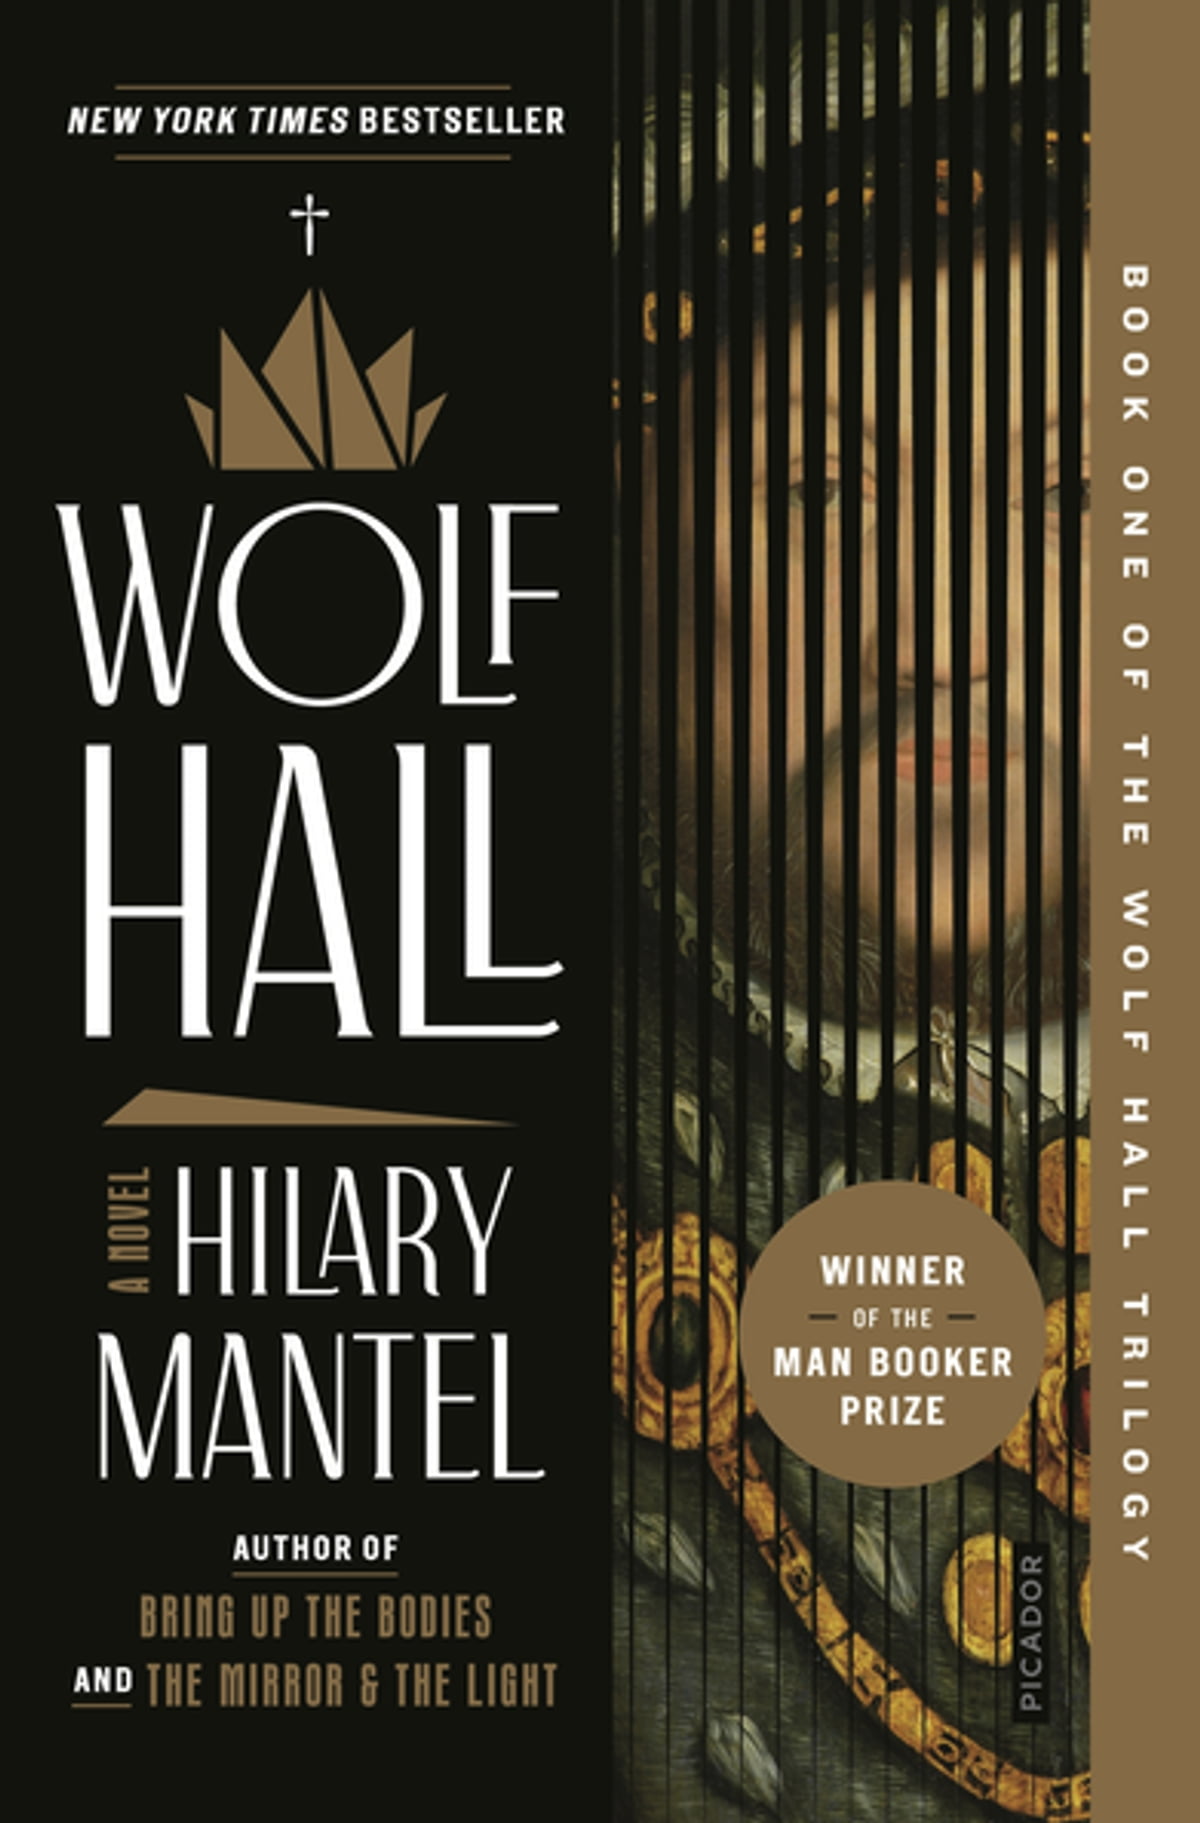 NEW YORK TIMES BESTSELLER
WOLF
HALL
A NOVEL
HILARY
MANTEL
AUTHOR OF
BRING UP THE BODIES
AND THE MIRROR & THE LIGHT
WINNER
OF THE
MAN BOOKER
PRIZE
PICADOR
BOOK ONE OF THE WOLF HALL TRILOGY